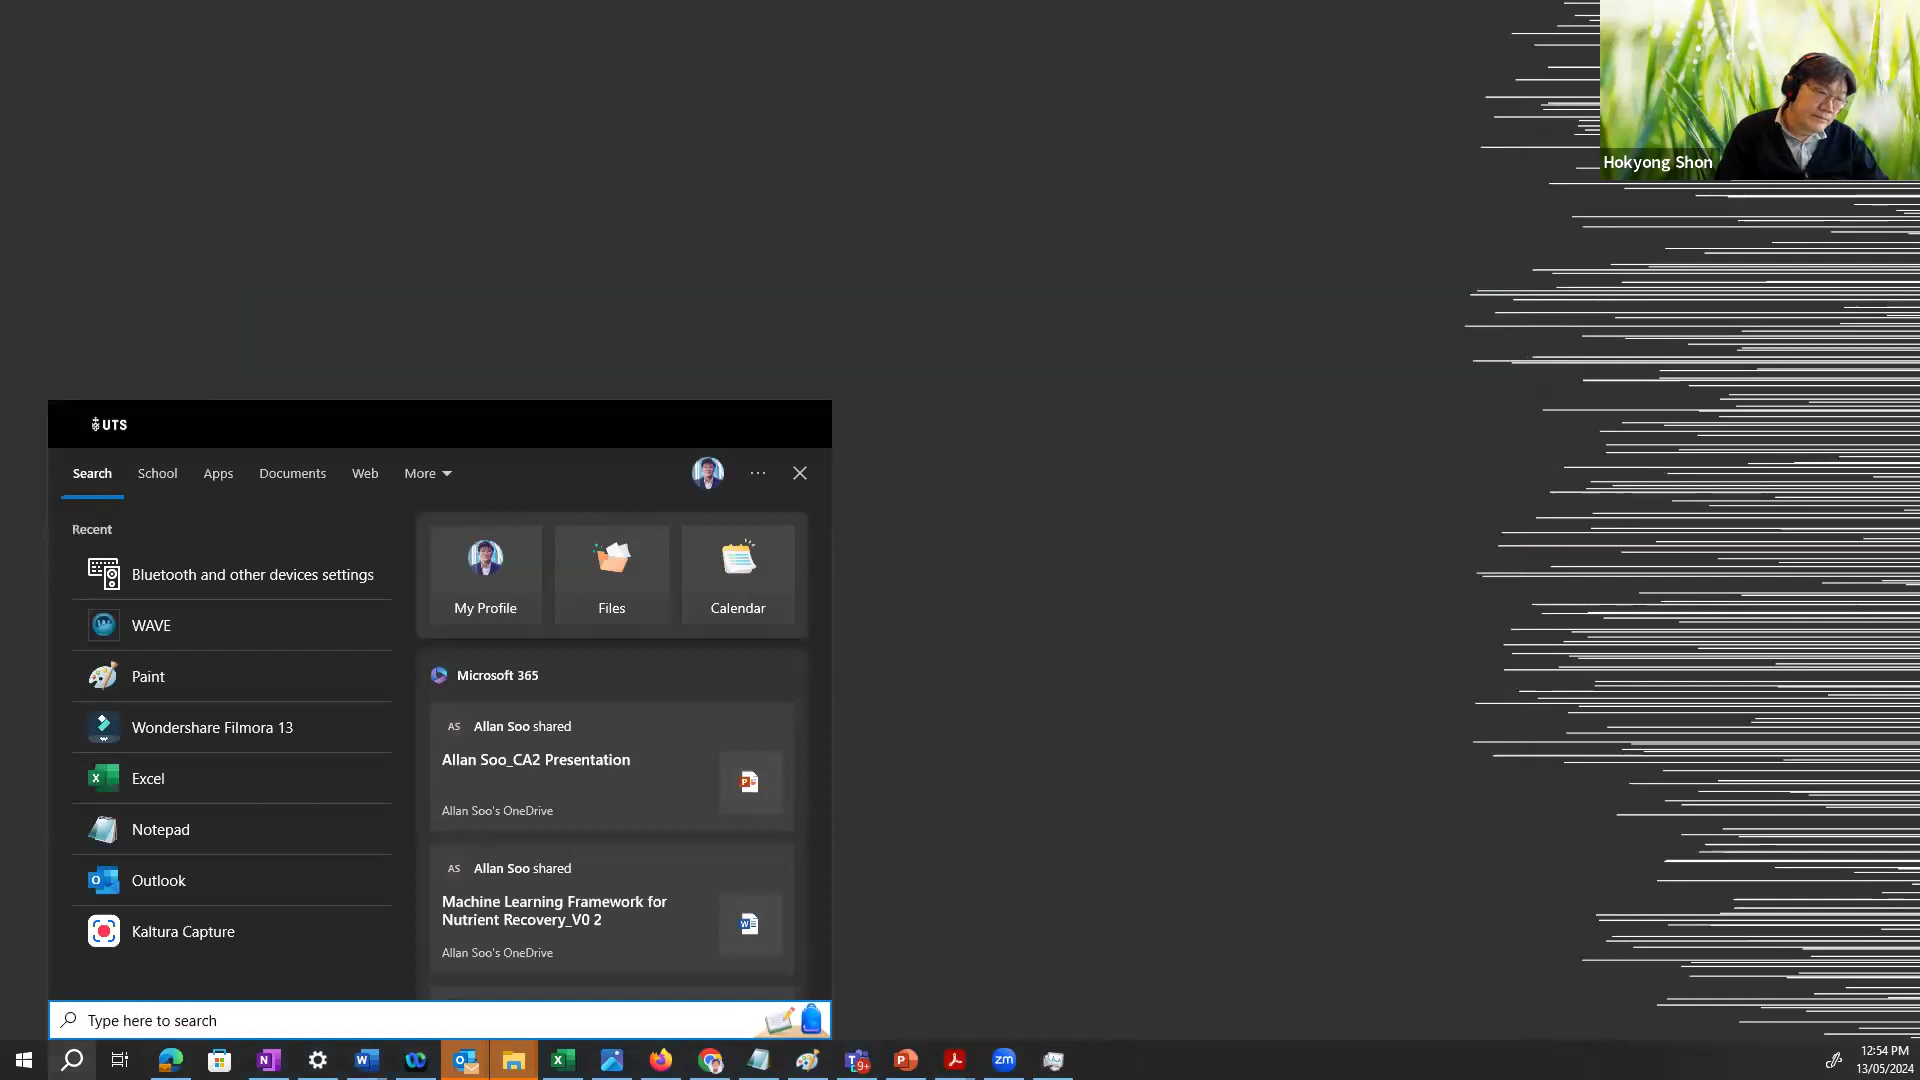 Hokyong Shon
UTS
Search School Apps Documents Web More
Recent
Bluetooth and other devices settings
WAVE
Paint
Wondershare Filmora 13
Excel
Notepad
Outlook
Kaltura Capture
My Profile Files Calendar
Microsoft 365
AS Allan Soo shared
Allan Soo_CA2 Presentation
Allan Soo's OneDrive
AS Allan Soo shared
Machine Learning Framework for
Nutrient Recovery_V0 2
Allan Soo's OneDrive
Type here to search
9+
zm
12:54 PM
13/05/2024